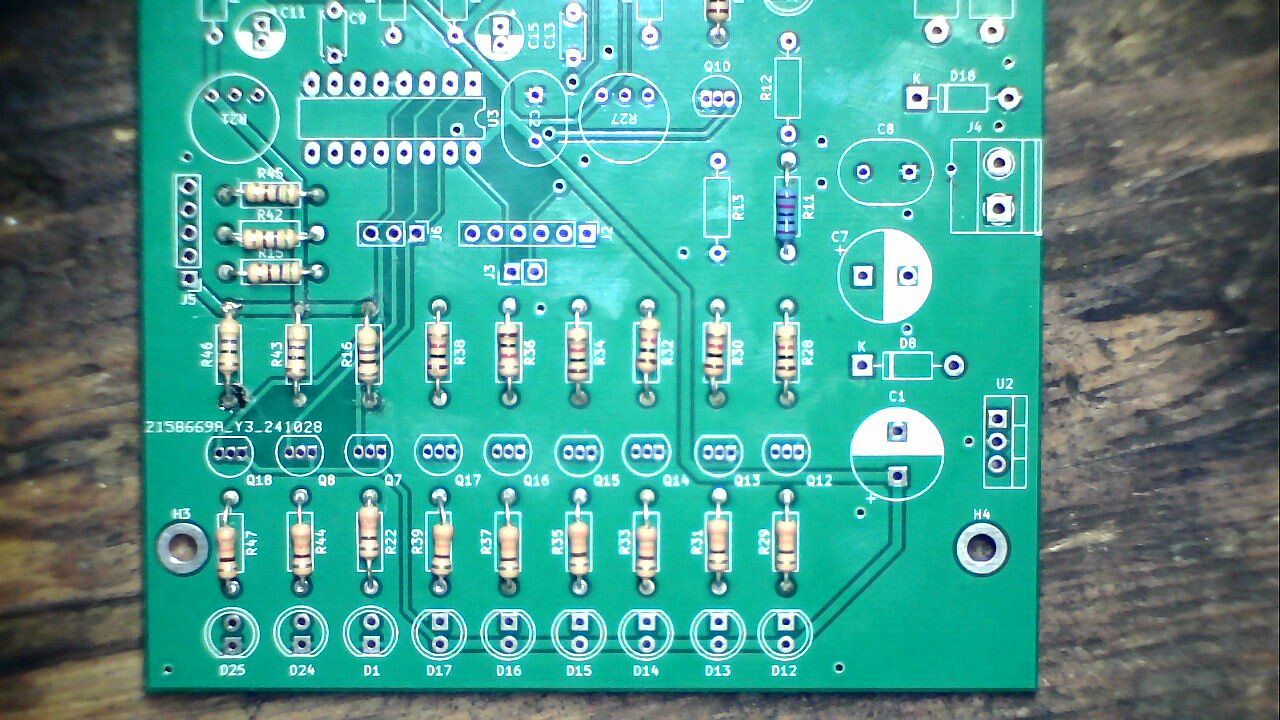 C11
C9
C15
C13
Q10
R12
K
D18
R21
U3
C2
R27
C8
J4
R45
R42
R15
J5
J6
J2
J3
R13
R11
C7
+
R46
R43
R16
R38
R36
R34
R32
R30
R28
K
D8
C1
U2
2158669A_Y3_241028
Q18
Q8
Q7
Q17
Q16
Q15
Q14
Q13
Q12
+
H3
H4
R47
R44
R22
R39
R37
R35
R33
R31
R29
D25
D24
D1
D17
D16
D15
D14
D13
D12